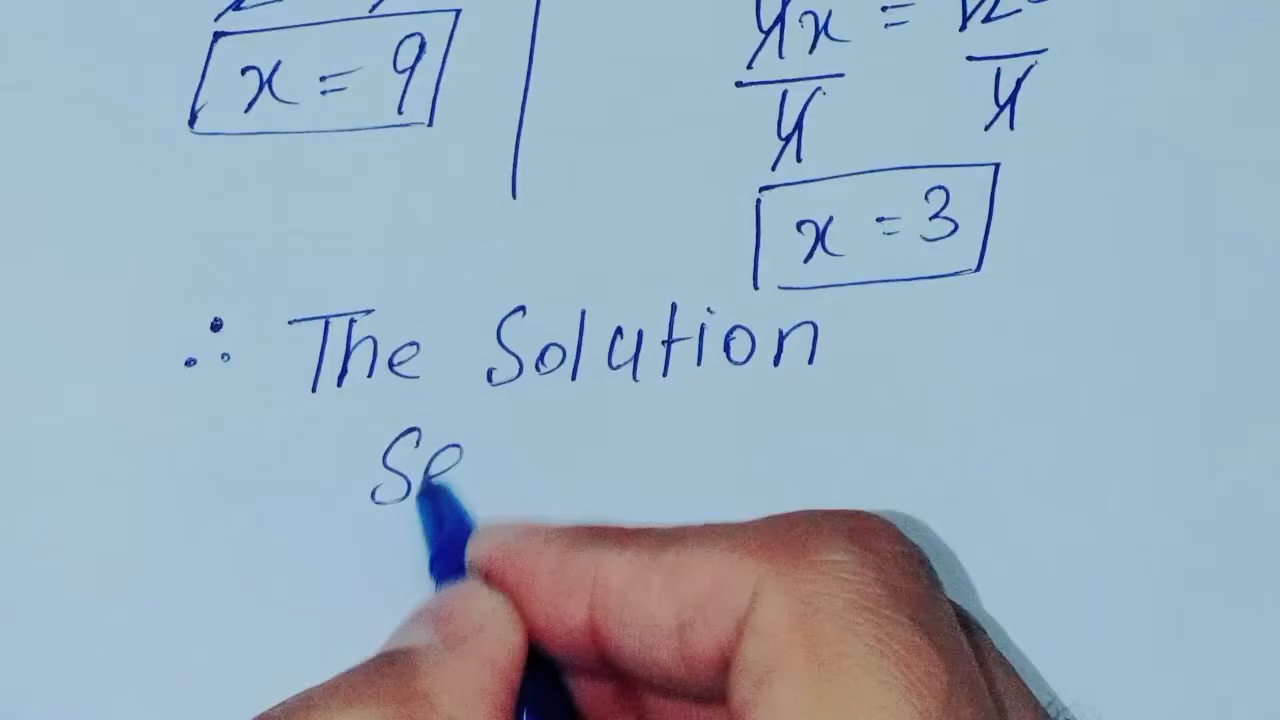 x = 9
4x = 12
4 4
x = 3
∴ The Solution
Se